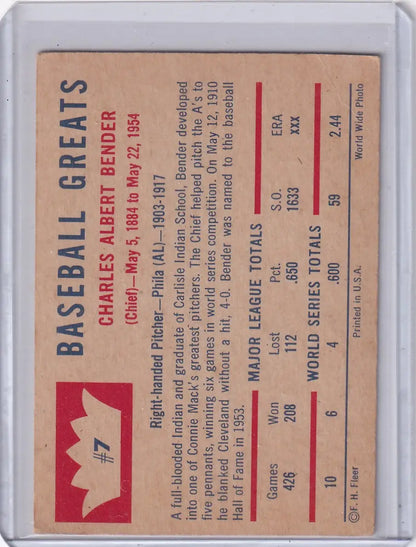 #7
BASEBALL GREATS
CHARLES ALBERT BENDER
(Chief)—May 5, 1884 to May 22, 1954
Right-handed Pitcher—Phila (AL)—1903-1917
A full-blooded Indian and graduate of Carlisle Indian School, Bender developed
into one of Connie Mack's greatest pitchers. The Chief helped pitch the A's to
five pennants, winning six games in world series competition. On May 12, 1910
he blanked Cleveland without a hit, 4-0. Bender was named to the baseball
Hall of Fame in 1953.
MAJOR LEAGUE TOTALS
Games Won Lost Pct. S.O. ERA
426 208 112 .650 1633 xxx
WORLD SERIES TOTALS
10 6 4 .600 59 2.44
©F. H. Fleer Printed in U.S.A. World Wide Photo